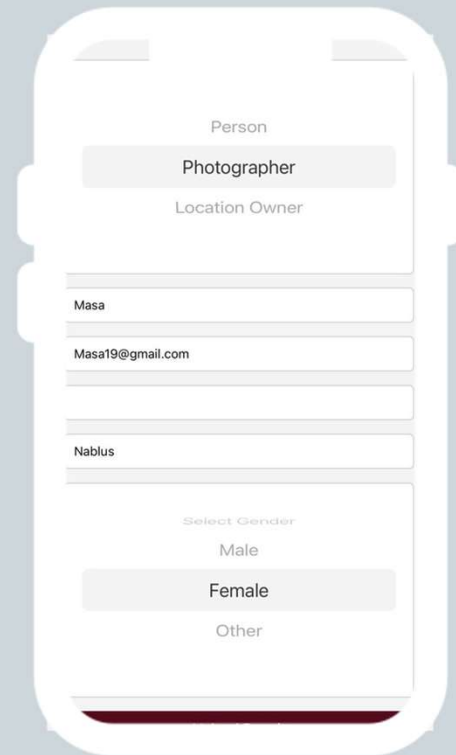 Person
Photographer
Location Owner
Masa
Masa19@gmail.com
Nablus
Select Gender
Male
Female
Other